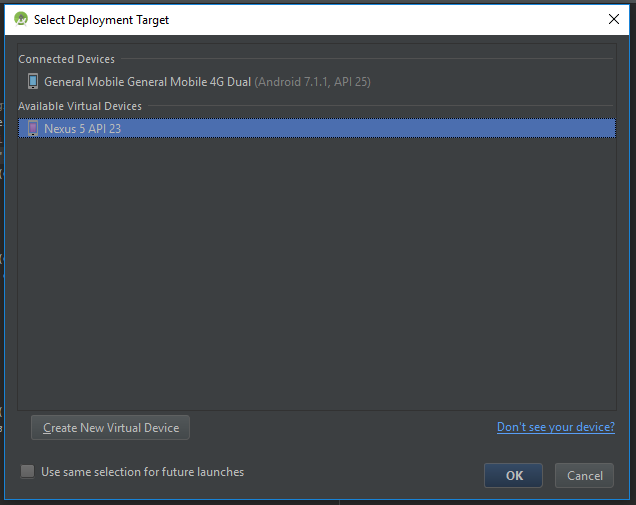 Select Deployment Target
Connected Devices
General Mobile General Mobile 4G Dual (Android 7.1.1, API 25)
Available Virtual Devices
Nexus 5 API 23
Create New Virtual Device
Don't see your device?
Use same selection for future launches
OK
Cancel